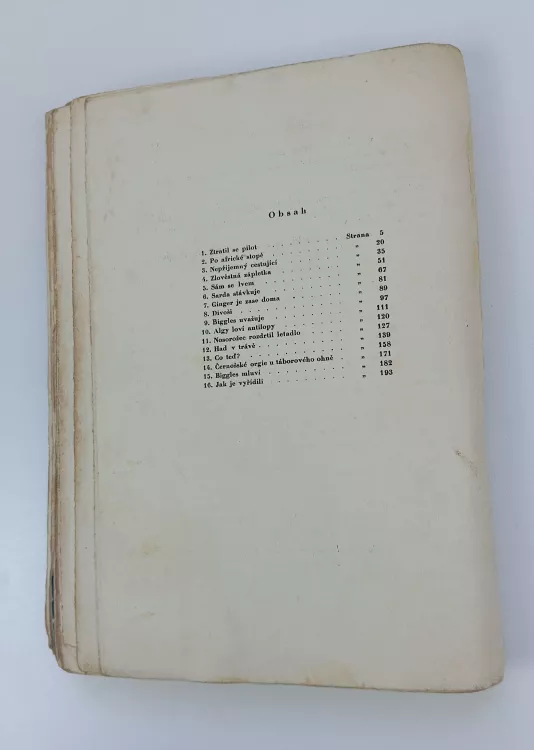 Obsah
1. Ztratil se pilot . . . . . . . . . Strana 5
2. Po africké stopě . . . . . . . . . „ 20
3. Nepříjemný cestující . . . . . . . . „ 35
4. Zlověstná zápletka . . . . . . . . „ 51
5. Sám se lvem . . . . . . . . . „ 67
6. Sarda stávkuje . . . . . . . . . „ 81
7. Ginger je zase doma . . . . . . . . „ 89
8. Divoši . . . . . . . . . . . „ 97
9. Biggles uvažuje . . . . . . . . . „ 111
10. Algy loví antilopy . . . . . . . . „ 120
11. Nosorožec rozdrtil letadlo . . . . . . „ 127
12. Had v trávě . . . . . . . . . „ 139
13. Co teď? . . . . . . . . . . „ 158
14. Černošské orgie u táborového ohně . „ 171
15. Biggles mluví . . . . . . . . . „ 182
16. Jak je vyřídili . . . . . . . . . „ 193